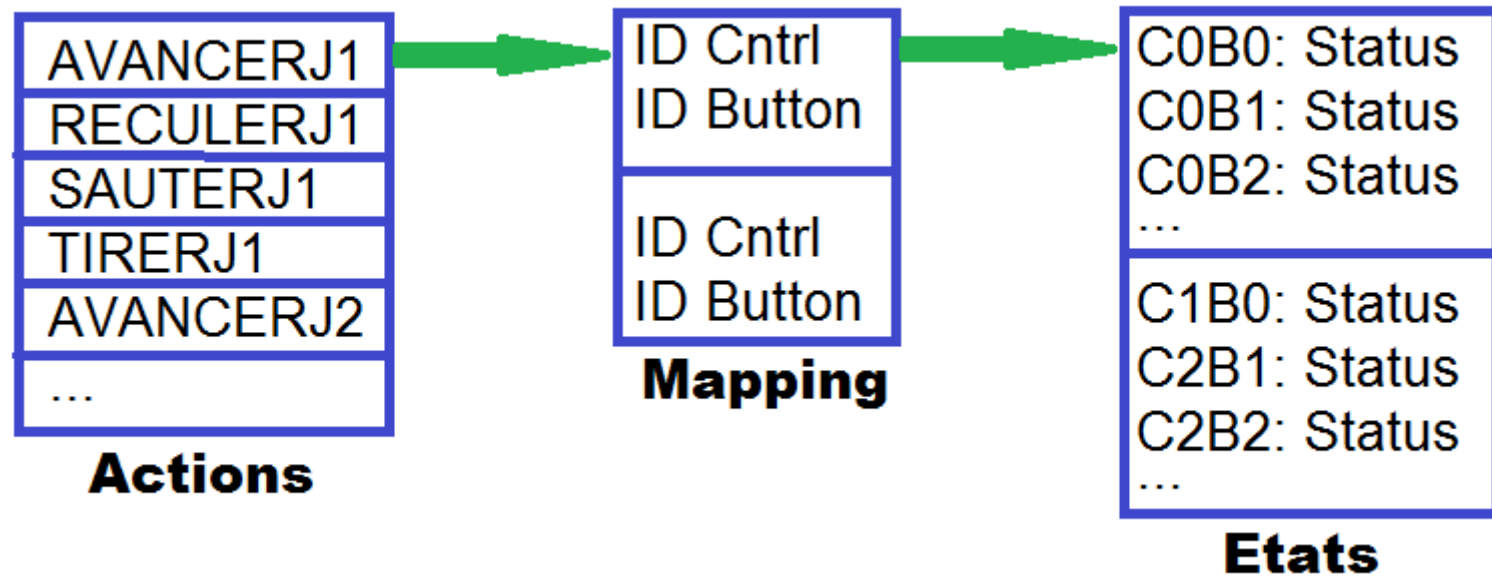 AVANCERJ1
RECULERJ1
SAUTERJ1
TIRERJ1
AVANCERJ2
...
Actions
ID Cntrl
ID Button
ID Cntrl
ID Button
Mapping
C0B0: Status
C0B1: Status
C0B2: Status
...
C1B0: Status
C2B1: Status
C2B2: Status
...
Etats